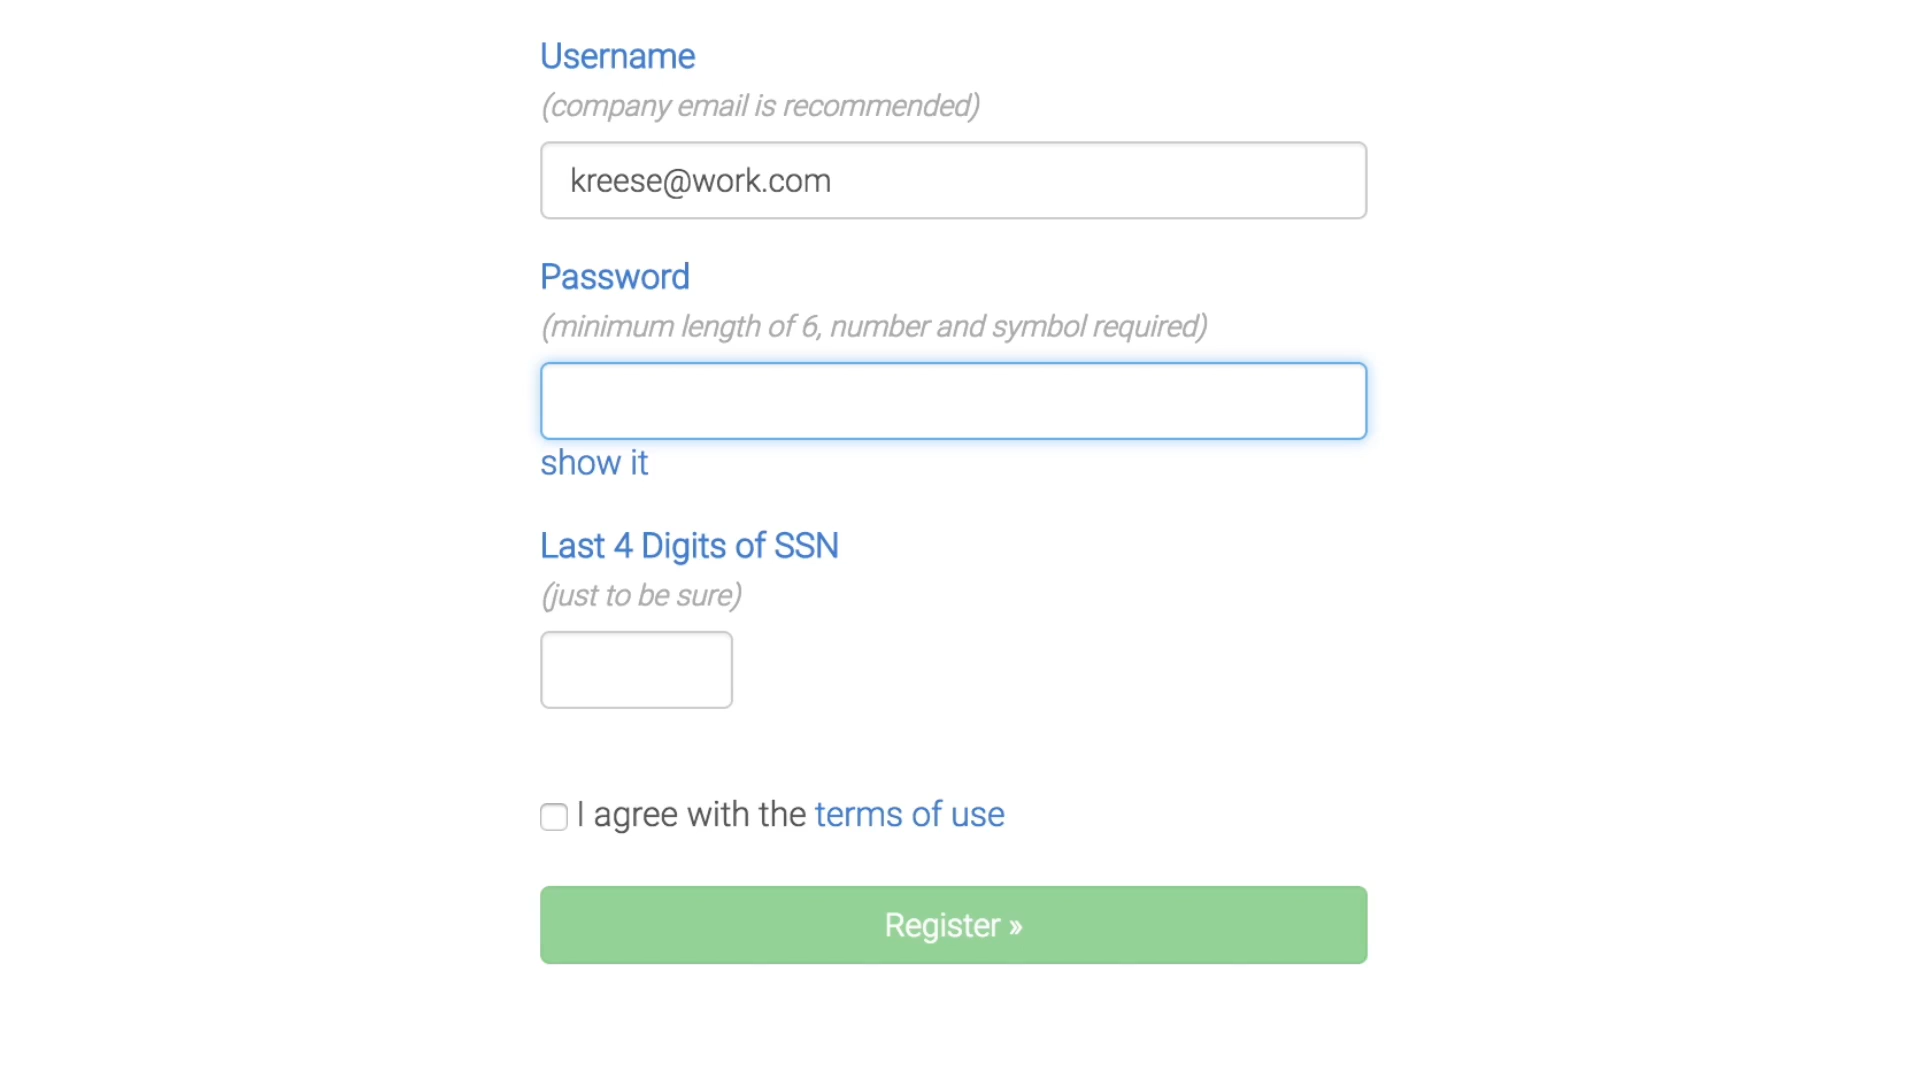 Username
(company email is recommended)
kreese@work.com
Password
(minimum length of 6, number and symbol required)
show it
Last 4 Digits of SSN
(just to be sure)
I agree with the terms of use
Register »